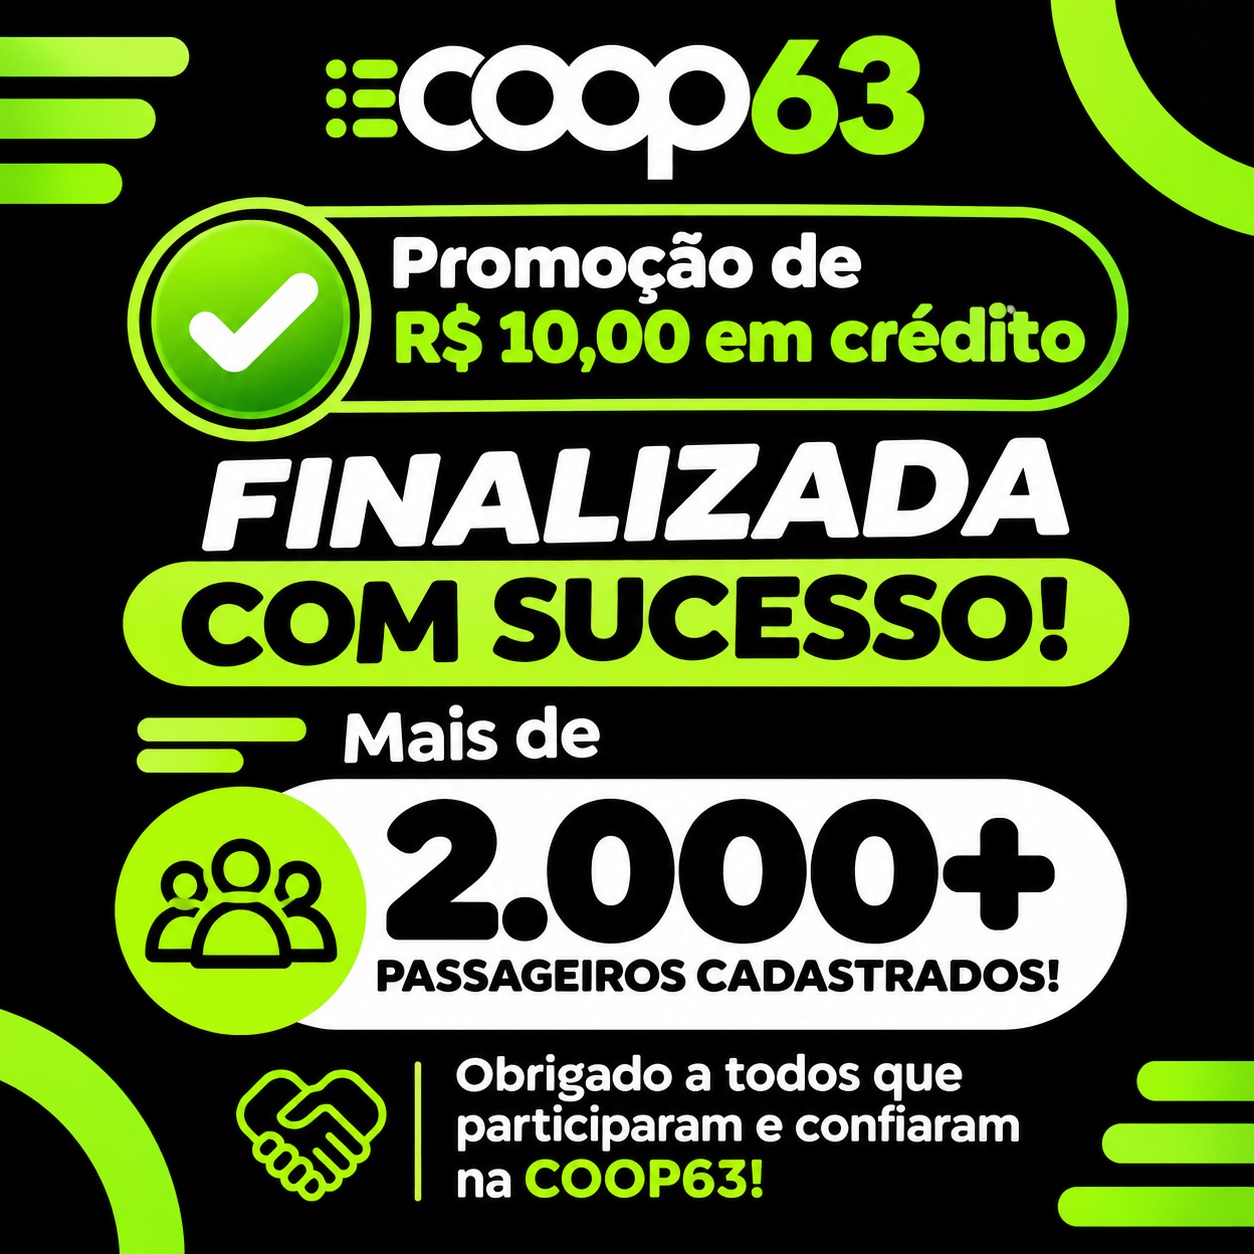 COOP63
Promoção de
R$ 10,00 em crédito
FINALIZADA
COM SUCESSO!
Mais de
2.000+
PASSAGEIROS CADASTRADOS!
Obrigado a todos que
participaram e confiaram
na COOP63!